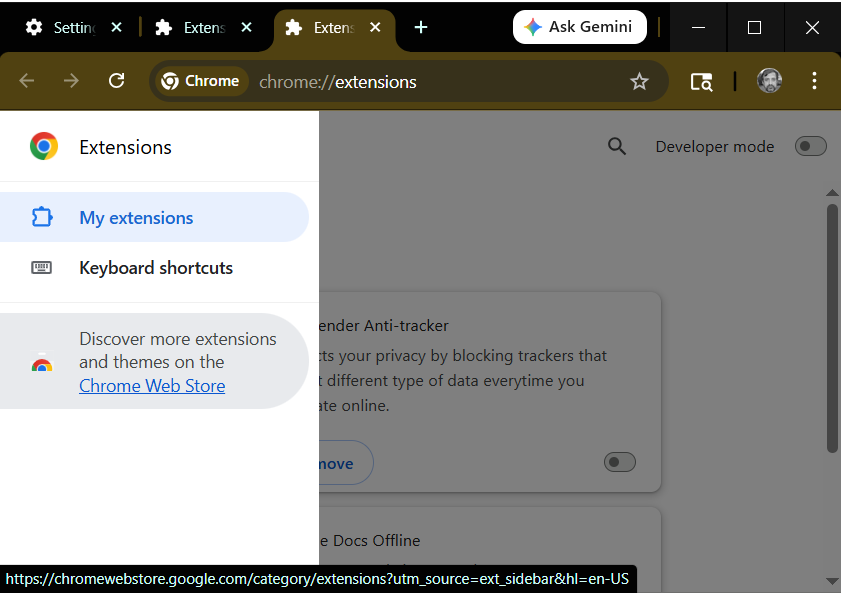 Setting
Extens
Extens
Ask Gemini
Chrome
chrome://extensions
Extensions
Developer mode
My extensions
Keyboard shortcuts
Discover more extensions
and themes on the
Chrome Web Store
ender Anti-tracker
cts your privacy by blocking trackers that
t different type of data everytime you
ate online.
move
e Docs Offline
https://chromewebstore.google.com/category/extensions?utm_source=ext_sidebar&hl=en-US